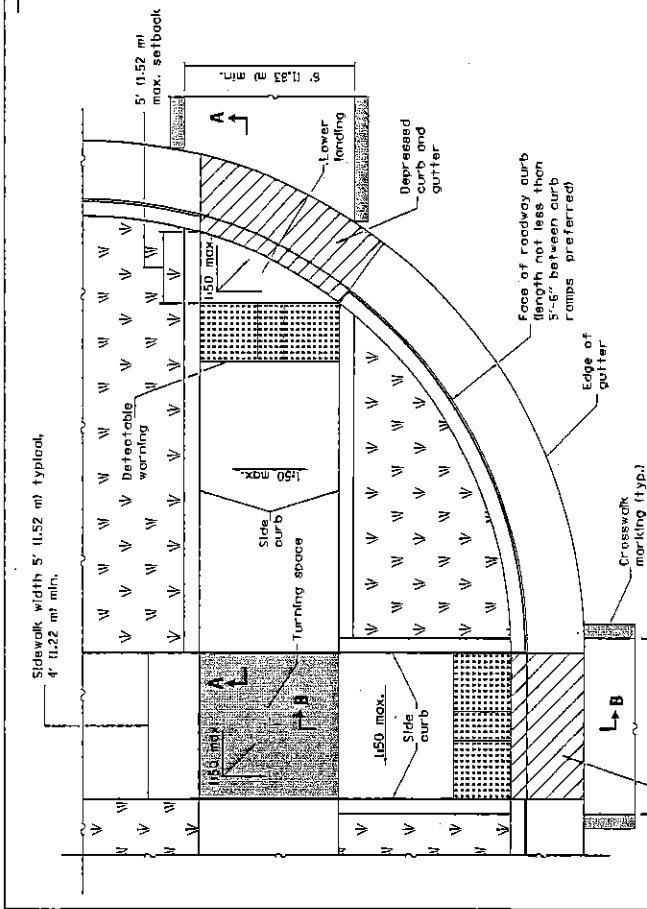 Sidewalk width 5' (1.52 m) typical,
4' (1.22 m) min.
5' (1.52 m)
max. setback
6' (1.83 m) min.
A
Lower
landing
Depressed
curb and
gutter
1:50 max.
Detectable
warning
1:50 max.
Side
curb
Turning space
Face of roadway curb
(length not less than
5'-6" between curb
ramps preferred)
Edge of
gutter
Crosswalk
marking (typ.)
A
B
1:50 max.
1:50 max.
Side
curb
B